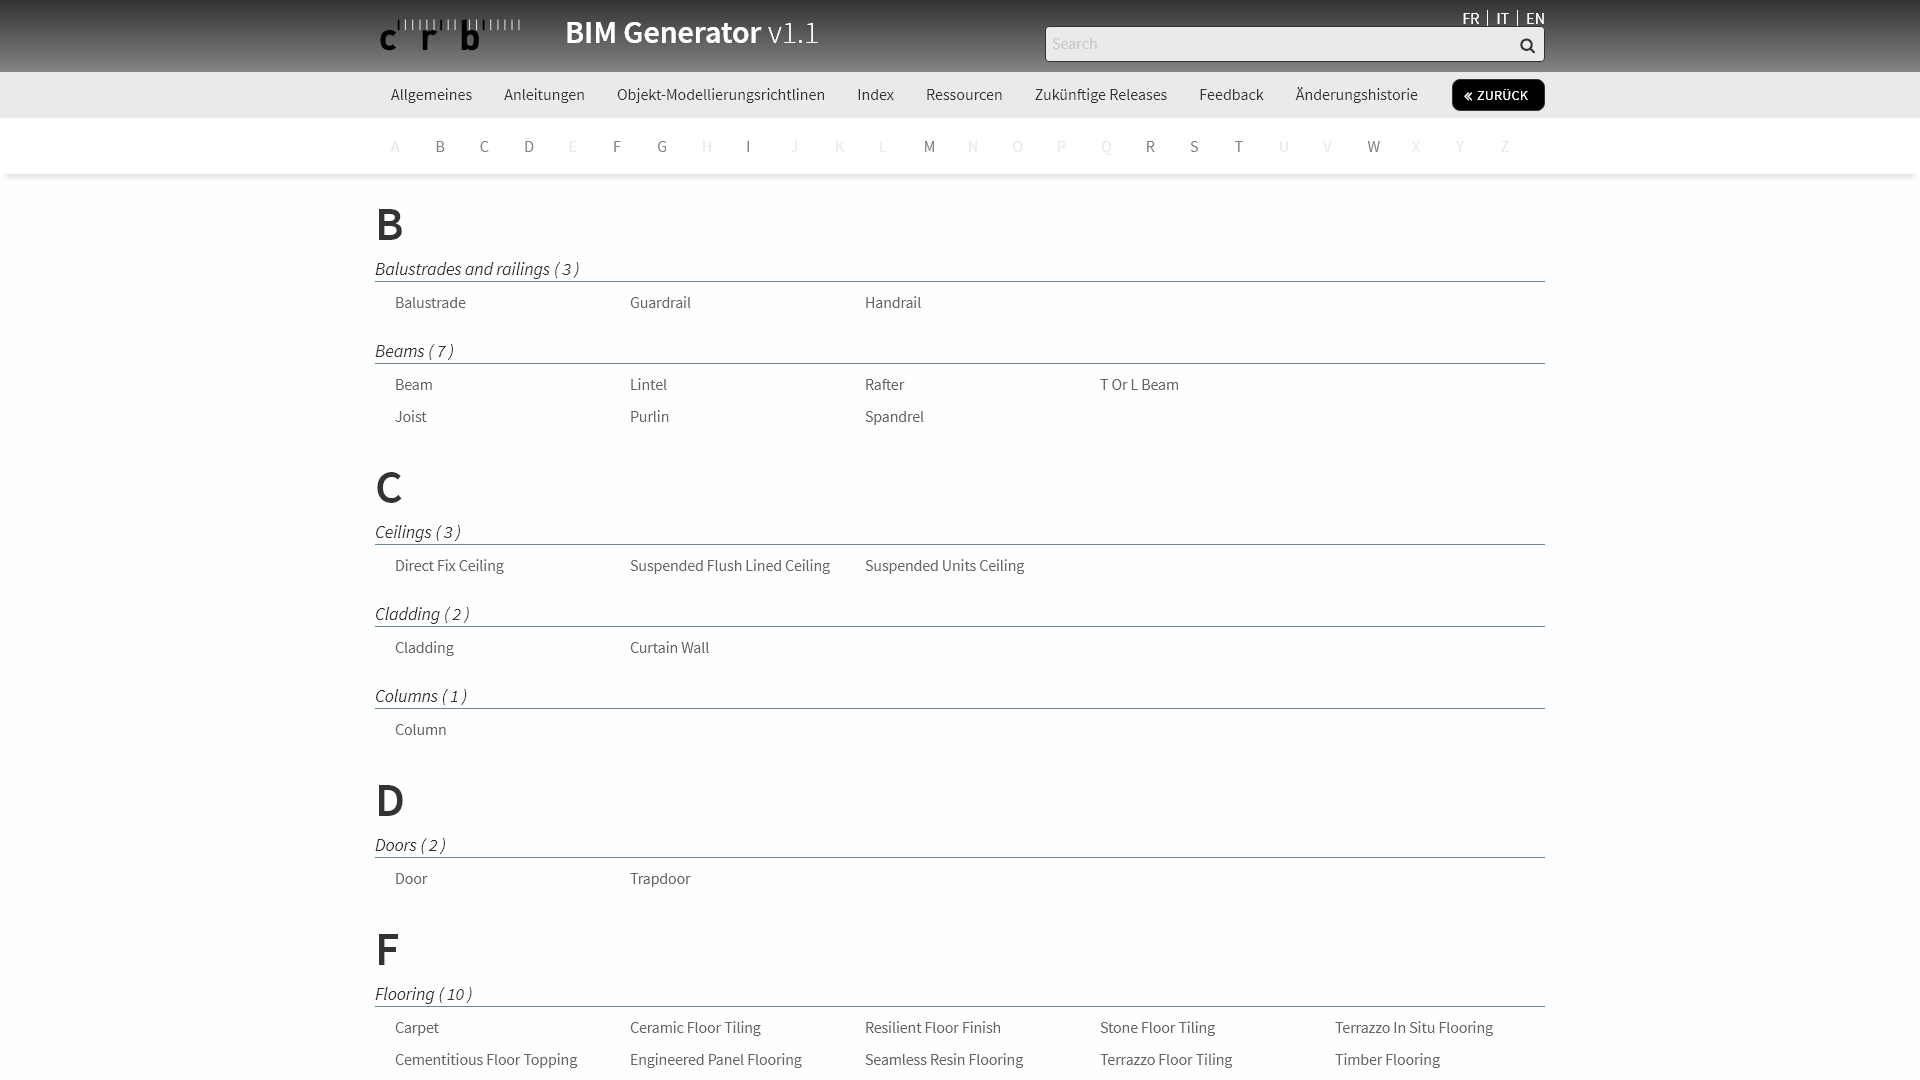 crb
BIM Generator v1.1
FR | IT | EN
Search
Allgemeines Anleitungen Objekt-Modellierungsrichtlinen Index Ressourcen Zukünftige Releases Feedback Änderungshistorie « ZURÜCK
A B C D E F G H I J K L M N O P Q R S T U V W X Y Z
B
Balustrades and railings ( 3 )
Balustrade Guardrail Handrail
Beams ( 7 )
Beam Lintel Rafter T Or L Beam
Joist Purlin Spandrel
C
Ceilings ( 3 )
Direct Fix Ceiling Suspended Flush Lined Ceiling Suspended Units Ceiling
Cladding ( 2 )
Cladding Curtain Wall
Columns ( 1 )
Column
D
Doors ( 2 )
Door Trapdoor
F
Flooring ( 10 )
Carpet Ceramic Floor Tiling Resilient Floor Finish Stone Floor Tiling Terrazzo In Situ Flooring
Cementitious Floor Topping Engineered Panel Flooring Seamless Resin Flooring Terrazzo Floor Tiling Timber Flooring